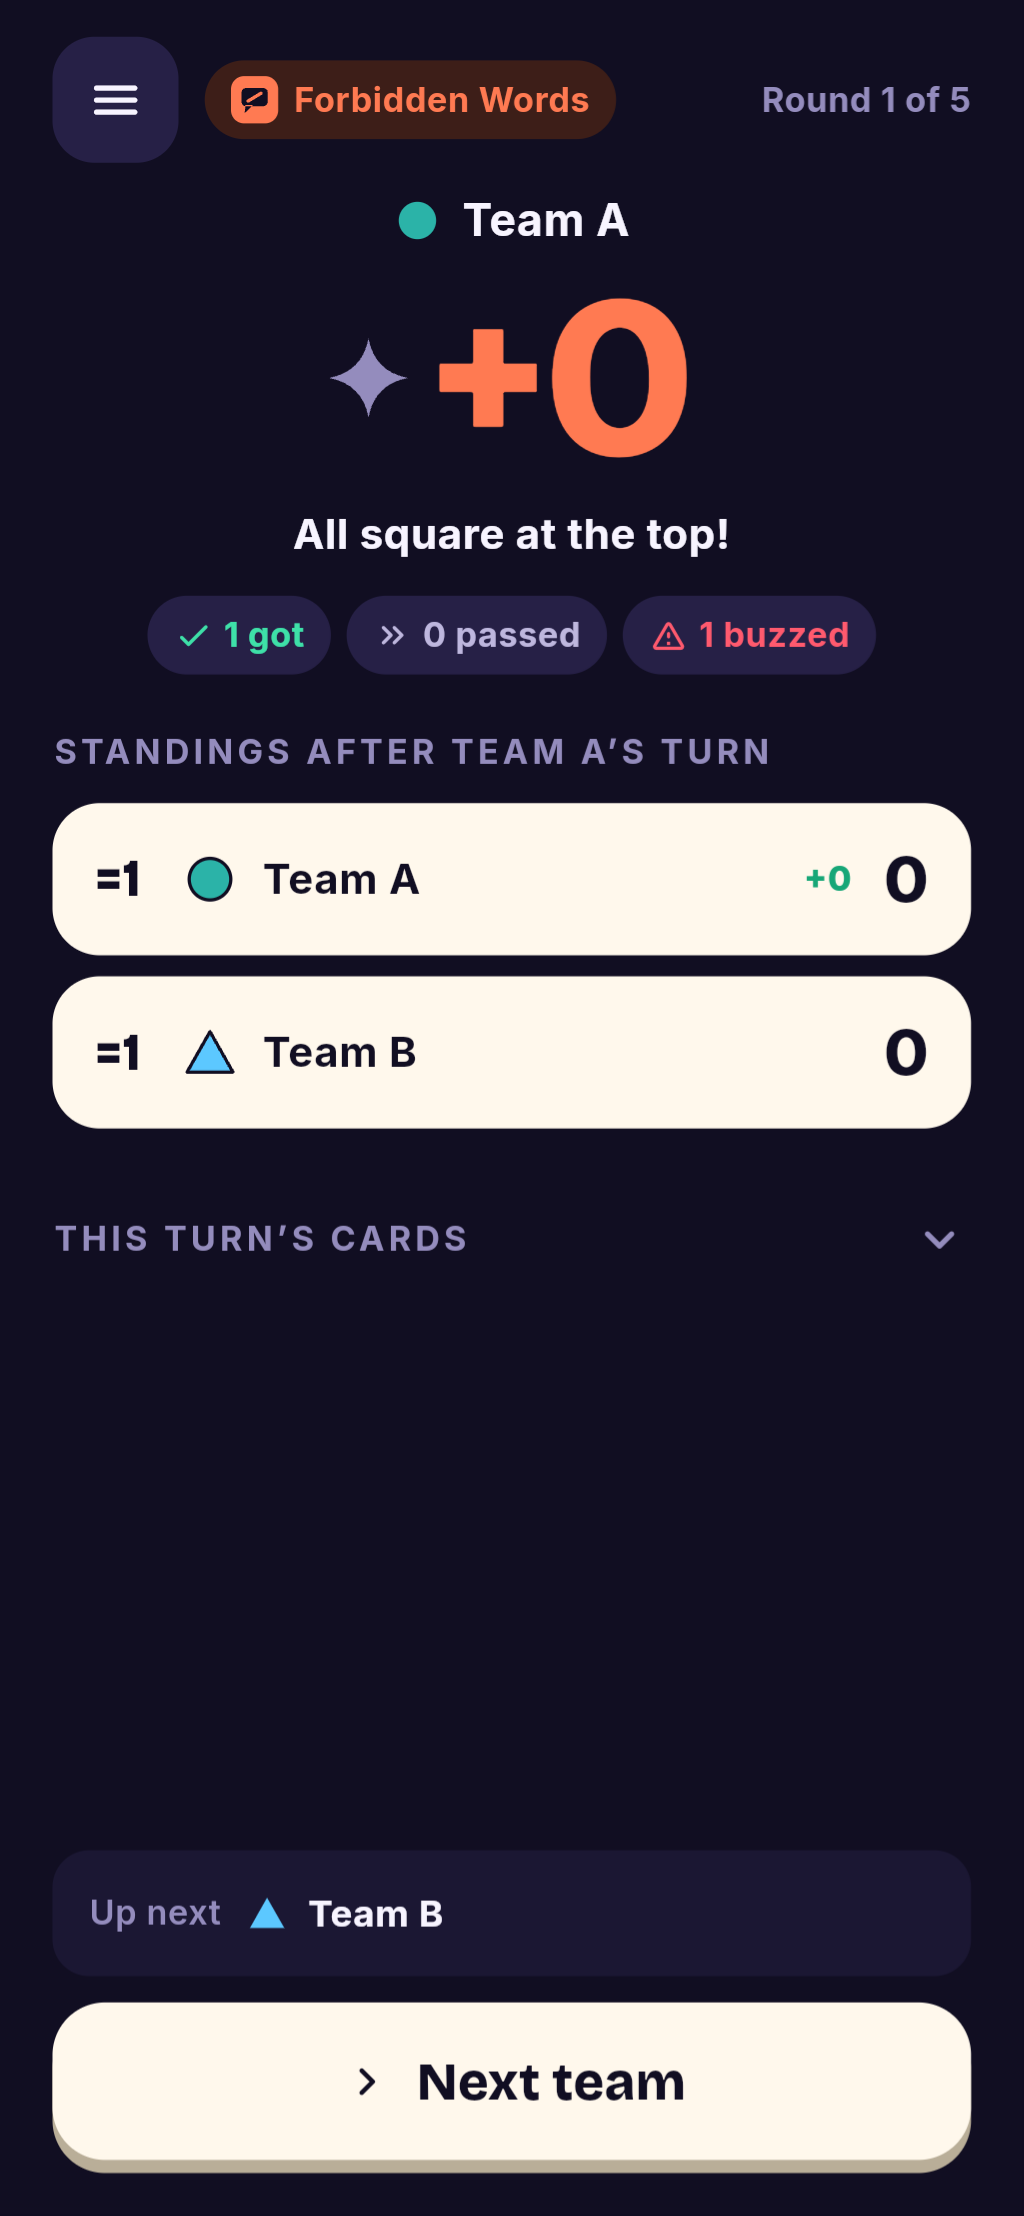 Forbidden Words
Round 1 of 5
Team A
+0
All square at the top!
1 got
0 passed
1 buzzed
STANDINGS AFTER TEAM A’S TURN
=1 Team A +0 0
=1 Team B 0
THIS TURN’S CARDS
Up next Team B
Next team